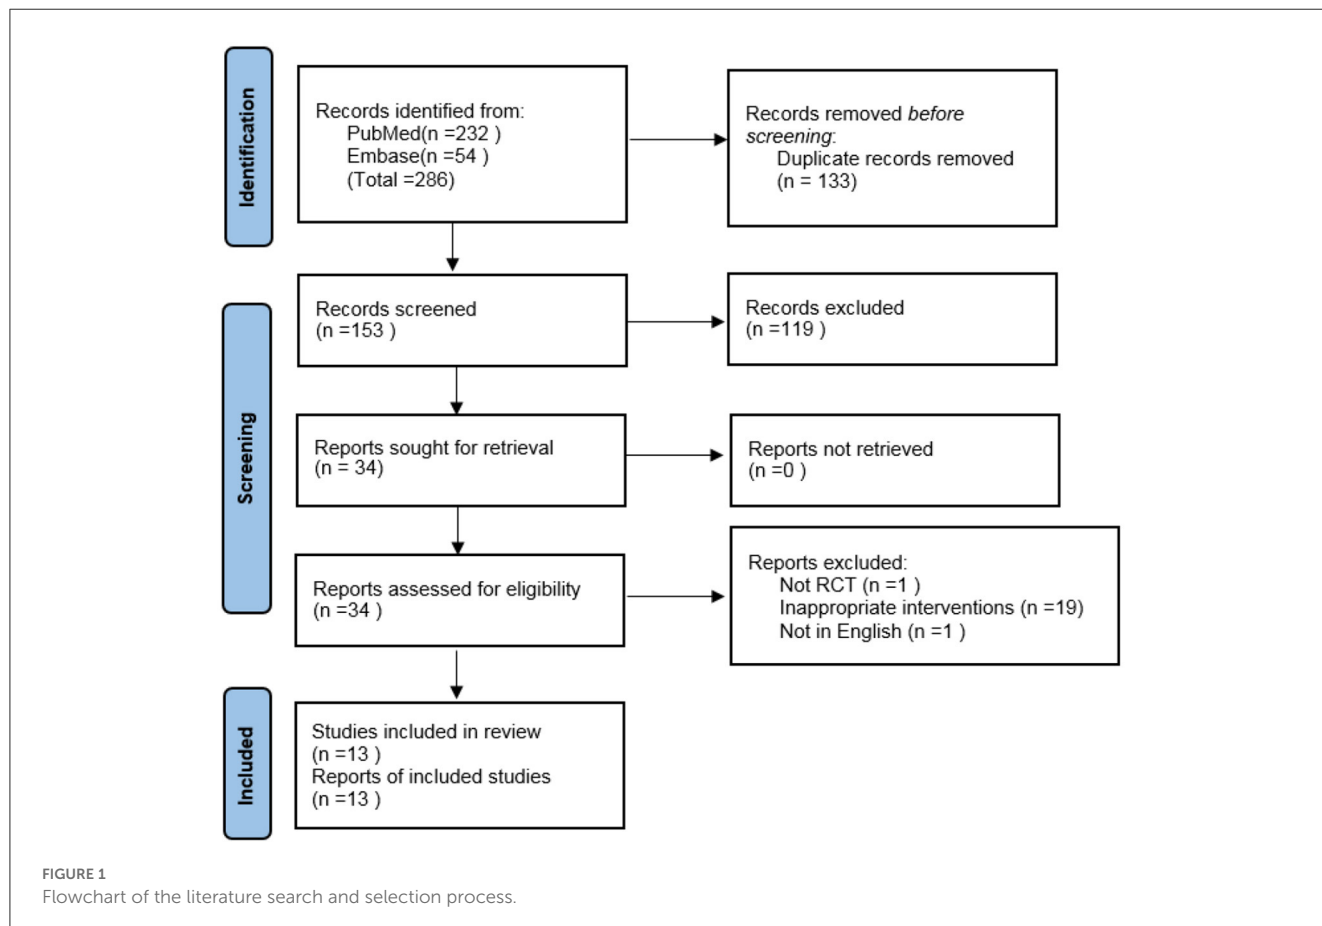 Identification
Records identified from:
PubMed(n =232 )
Embase(n =54 )
(Total =286)
Records removed before
screening:
Duplicate records removed
(n = 133)
Screening
Records screened
(n =153 )
Records excluded
(n =119 )
Reports sought for retrieval
(n = 34)
Reports not retrieved
(n =0 )
Reports assessed for eligibility
(n =34 )
Reports excluded:
Not RCT (n =1 )
Inappropriate interventions (n =19)
Not in English (n =1 )
Included
Studies included in review
(n =13 )
Reports of included studies
(n =13 )
FIGURE 1
Flowchart of the literature search and selection process.